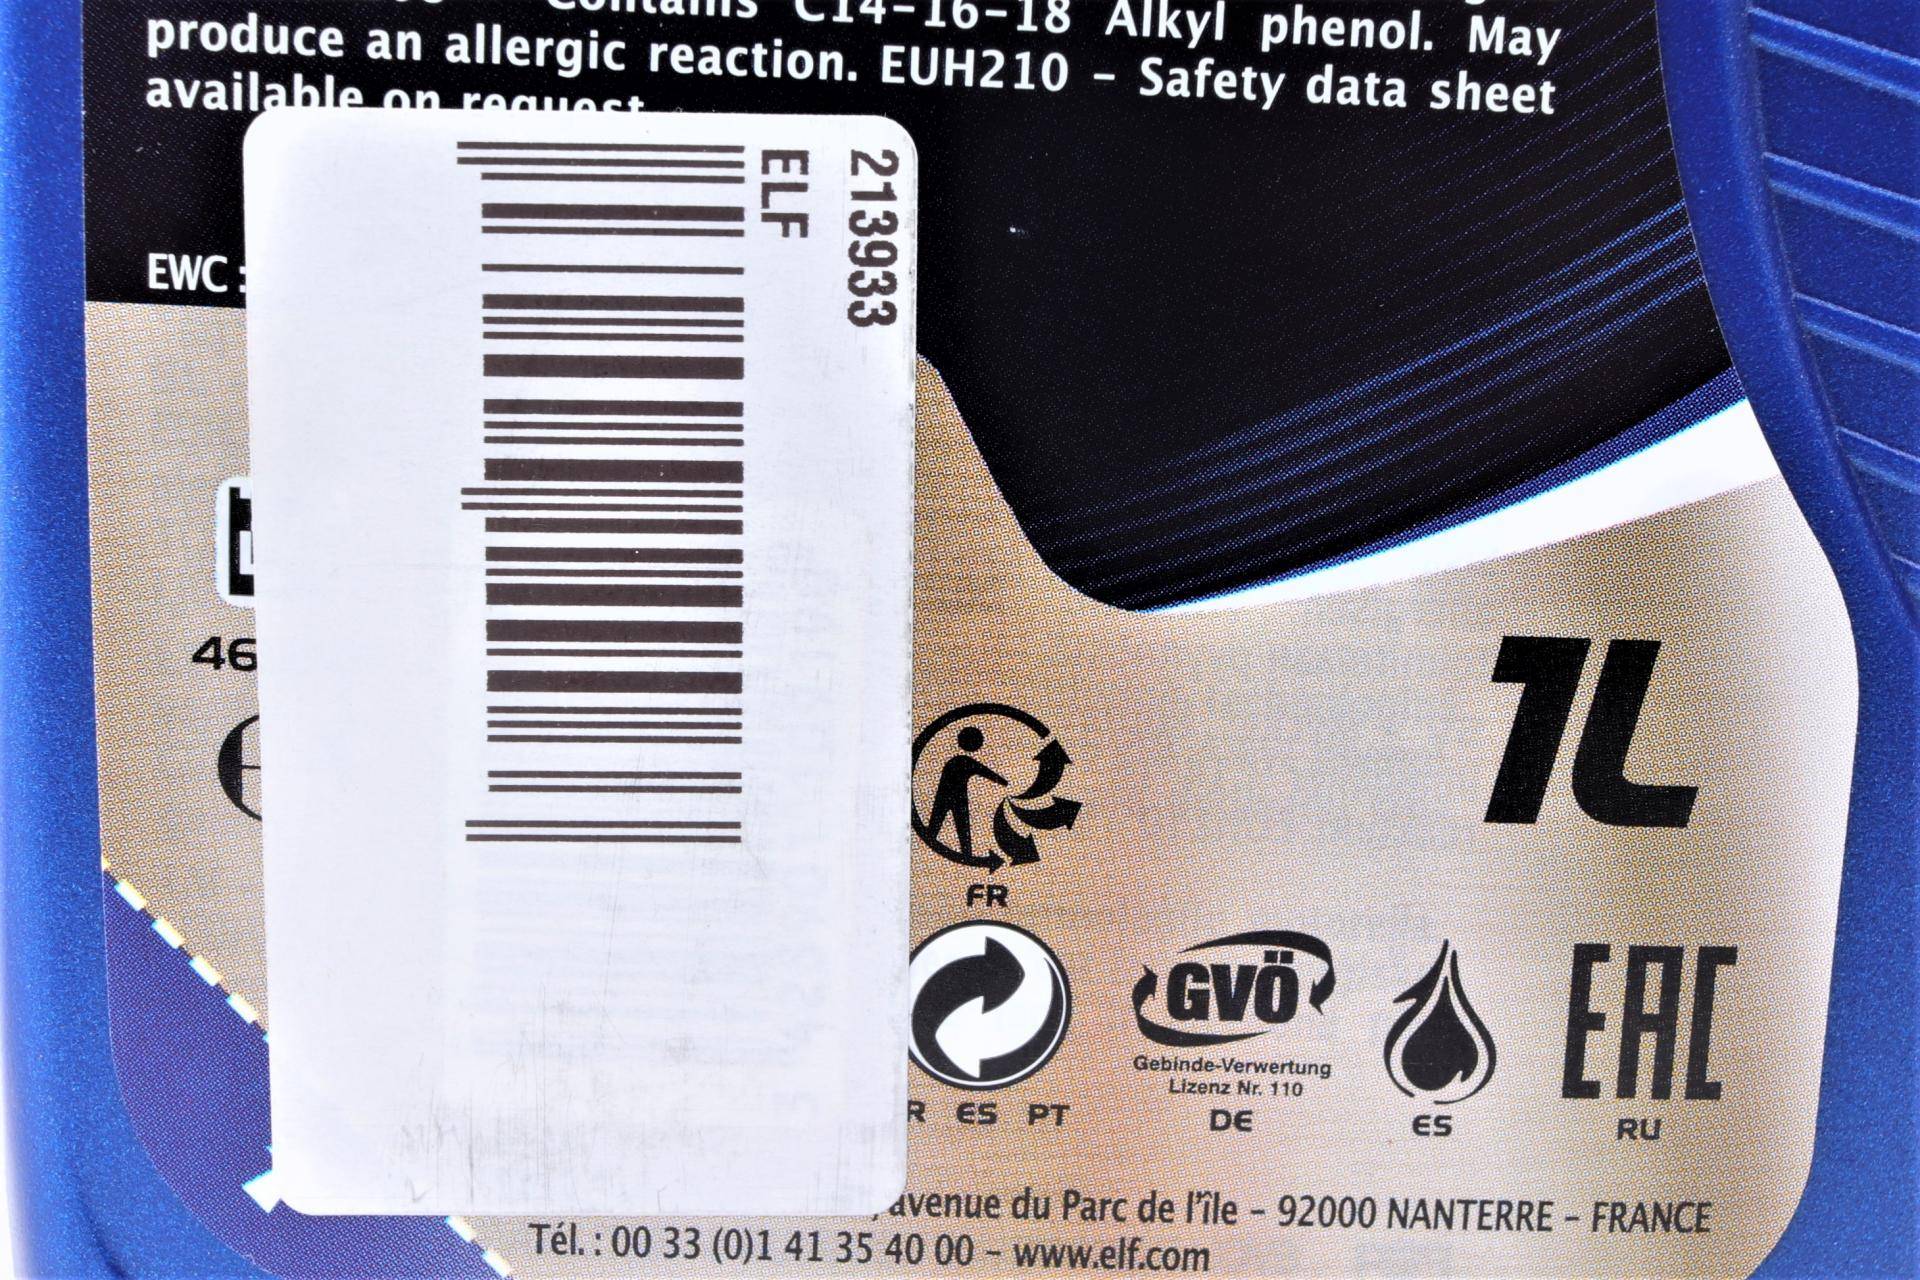 Contains C14-16-18 Alkyl phenol. May
produce an allergic reaction. EUH210 - Safety data sheet
available on request
EWC :
213933
ELF
46
1L
FR
R ES PT
GVÖ
Gebinde-Verwertung
Lizenz Nr. 110
DE
ES
EAC
RU
, avenue du Parc de l'île - 92000 NANTERRE - FRANCE
Tél. : 00 33 (0)1 41 35 40 00 - www.elf.com